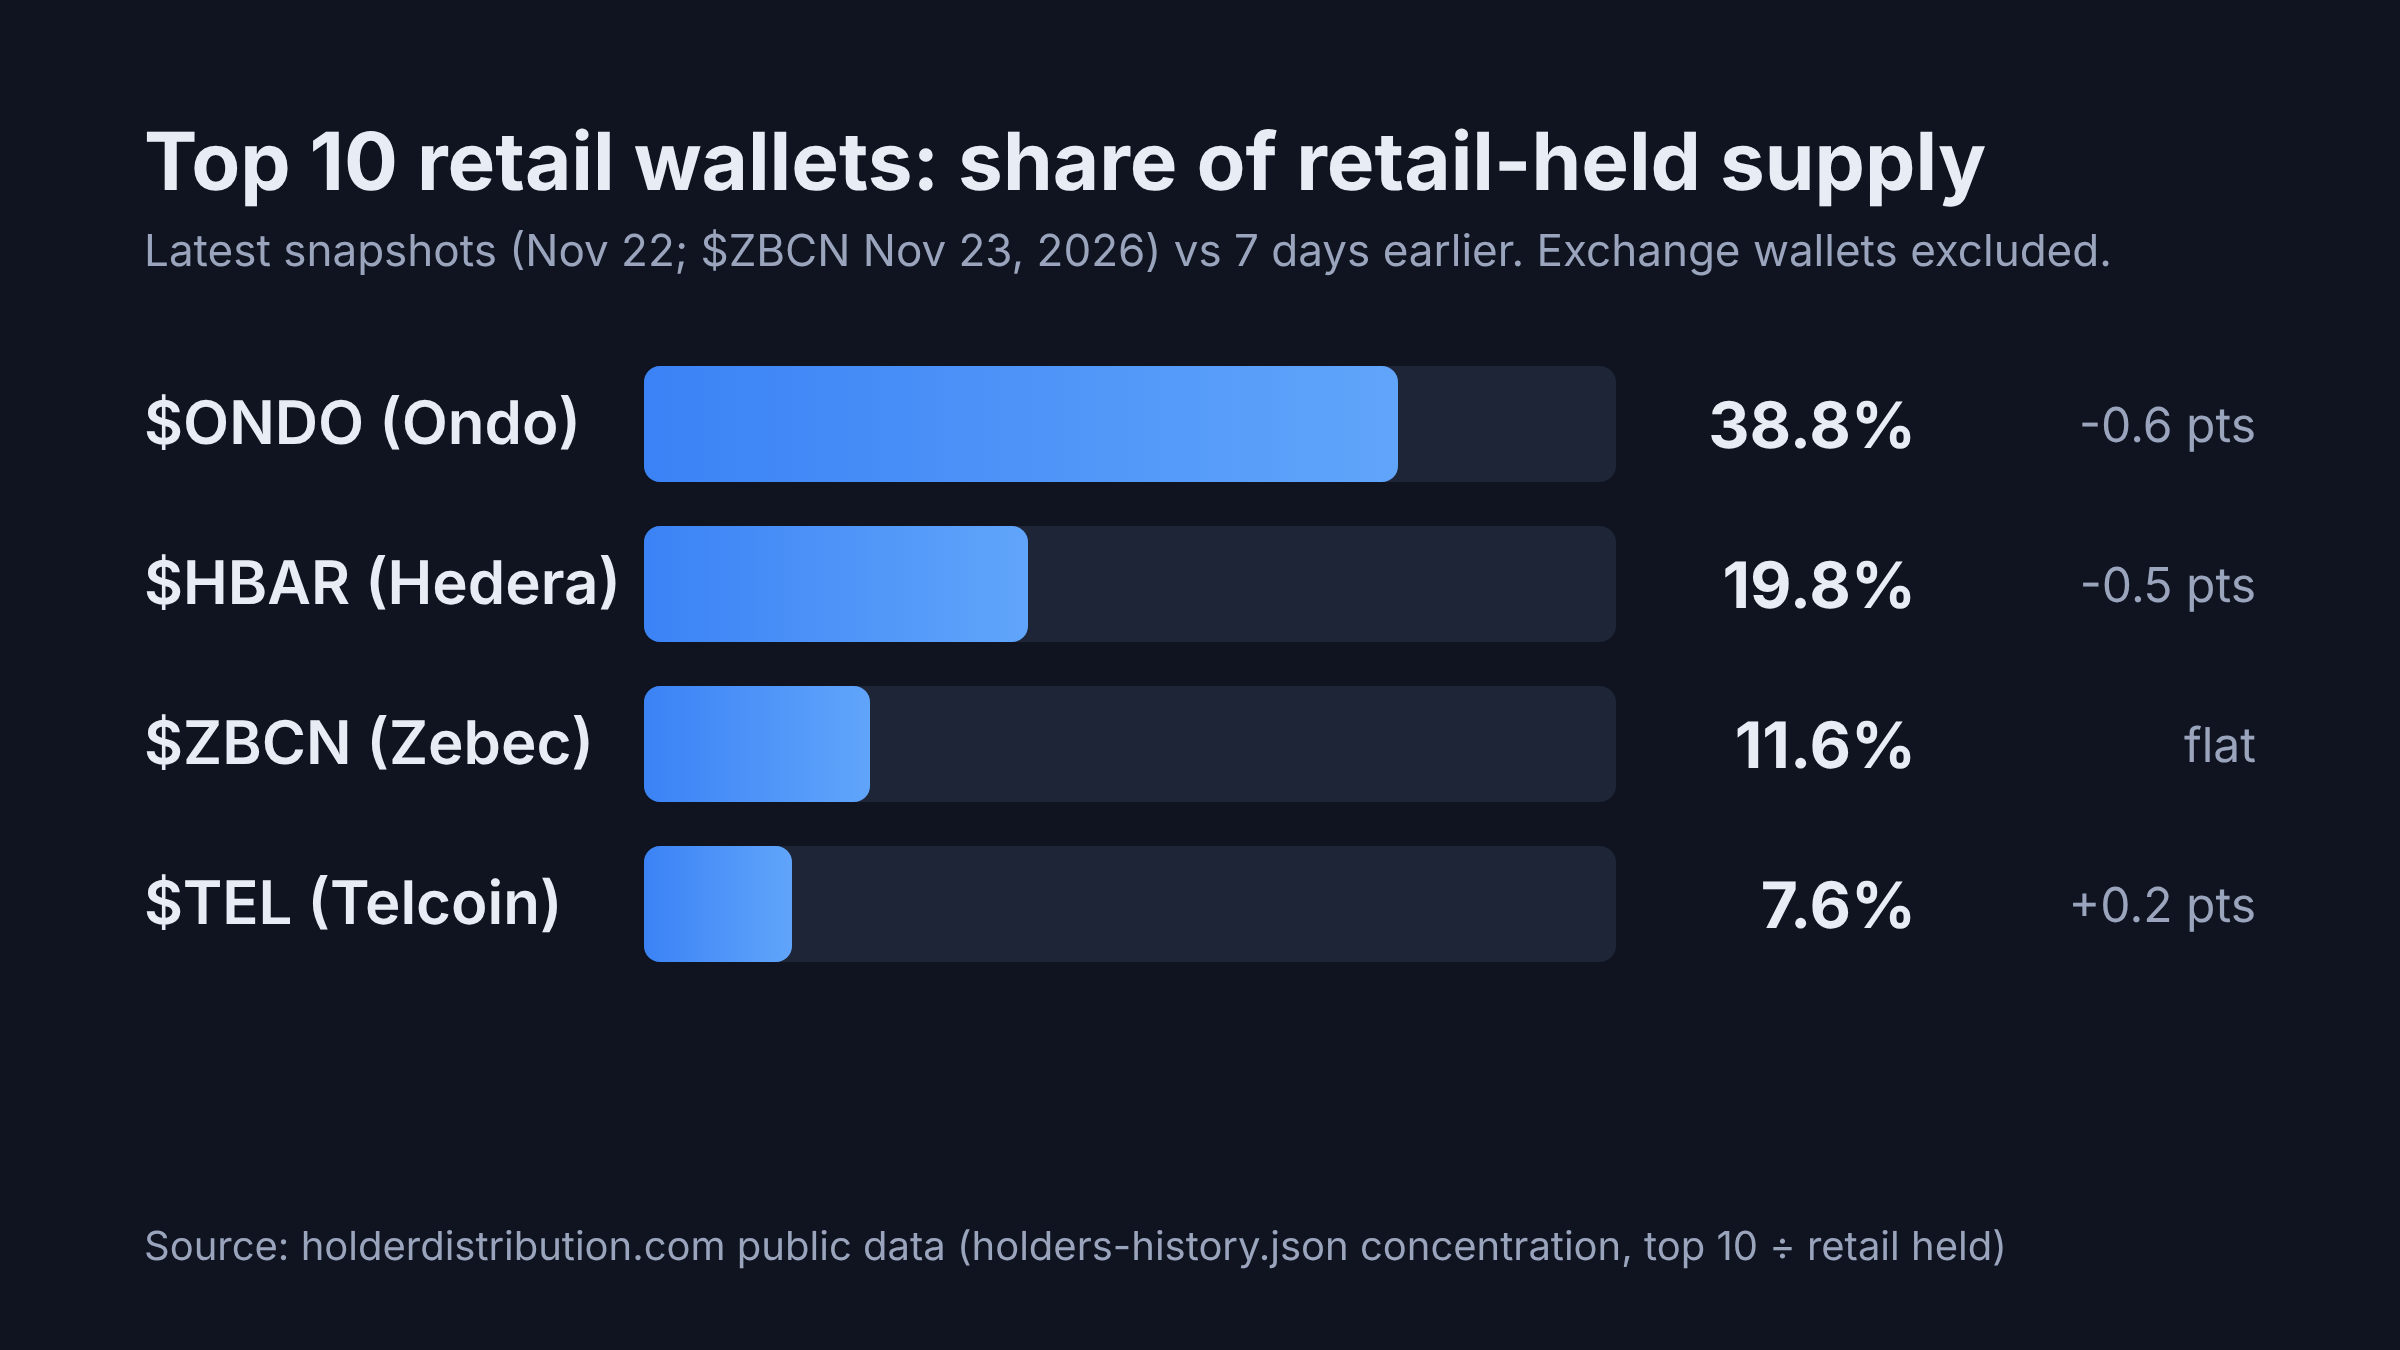 Top 10 retail wallets: share of retail-held supply
Latest snapshots (Nov 22; $ZBCN Nov 23, 2026) vs 7 days earlier. Exchange wallets excluded.
$ONDO (Ondo) 38.8% -0.6 pts
$HBAR (Hedera) 19.8% -0.5 pts
$ZBCN (Zebec) 11.6% flat
$TEL (Telcoin) 7.6% +0.2 pts
Source: holderdistribution.com public data (holders-history.json concentration, top 10 ÷ retail held)